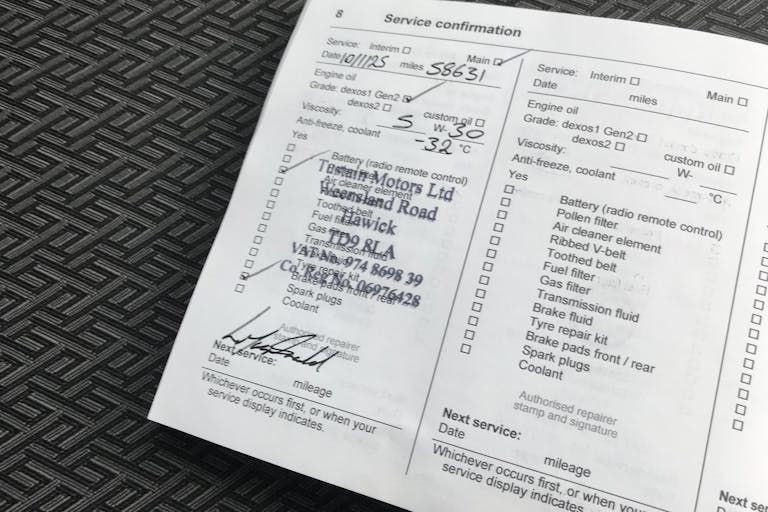 8 Service confirmation
Service: Interim Main
Date 10/11/25 miles 58631
Engine oil
Grade: dexos1 Gen2
dexos2 custom oil
Viscosity: 5 W- 30
Anti-freeze, coolant -32 °C
Yes
Battery (radio remote control)
Air cleaner element
Toothed belt
Fuel
Gas
Transmission fluid
Tyre repair kit
Brake pads front / rear
Spark plugs
Coolant
Tustain Motors Ltd
Queensland Road
Hawick
TD9 8LA
VAT No. 974 8698 39
Co. Reg No. 06976428
Authorised repairer
stamp and signature
Next service:
Date mileage
Whichever occurs first, or when your
service display indicates.
Service: Interim Main
Date miles
Engine oil
Grade: dexos1 Gen2
dexos2 custom oil
Viscosity: W-
Anti-freeze, coolant °C
Yes
Battery (radio remote control)
Pollen filter
Air cleaner element
Ribbed V-belt
Toothed belt
Fuel filter
Gas filter
Transmission fluid
Brake fluid
Tyre repair kit
Brake pads front / rear
Spark plugs
Coolant
Authorised repairer
stamp and signature
Next service:
Date mileage
Whichever occurs first, or when your
service display indicates.
Next se